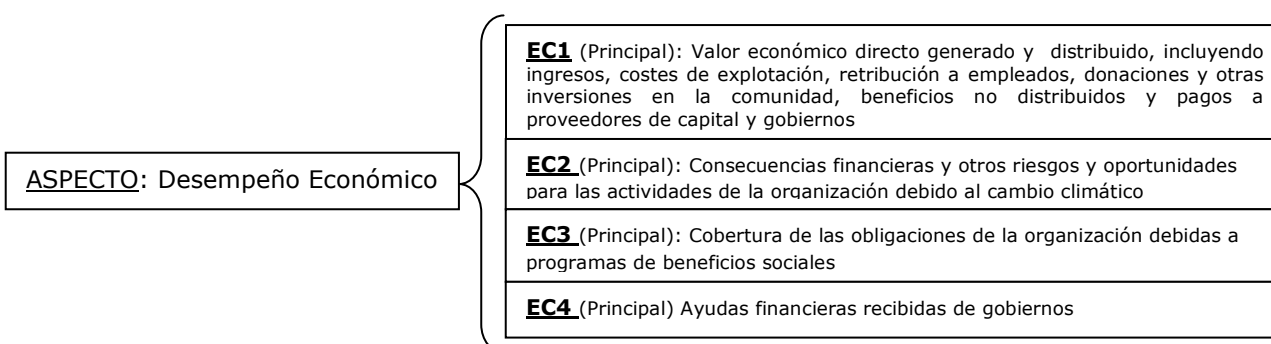 EC1 (Principal): Valor económico directo generado y distribuido, incluyendo
ingresos, costes de explotación, retribución a empleados, donaciones y otras
inversiones en la comunidad, beneficios no distribuidos y pagos a
proveedores de capital y gobiernos
ASPECTO: Desempeño Económico
EC2 (Principal): Consecuencias financieras y otros riesgos y oportunidades
para las actividades de la organización debido al cambio climático
EC3 (Principal): Cobertura de las obligaciones de la organización debidas a
programas de beneficios sociales
EC4 (Principal) Ayudas financieras recibidas de gobiernos